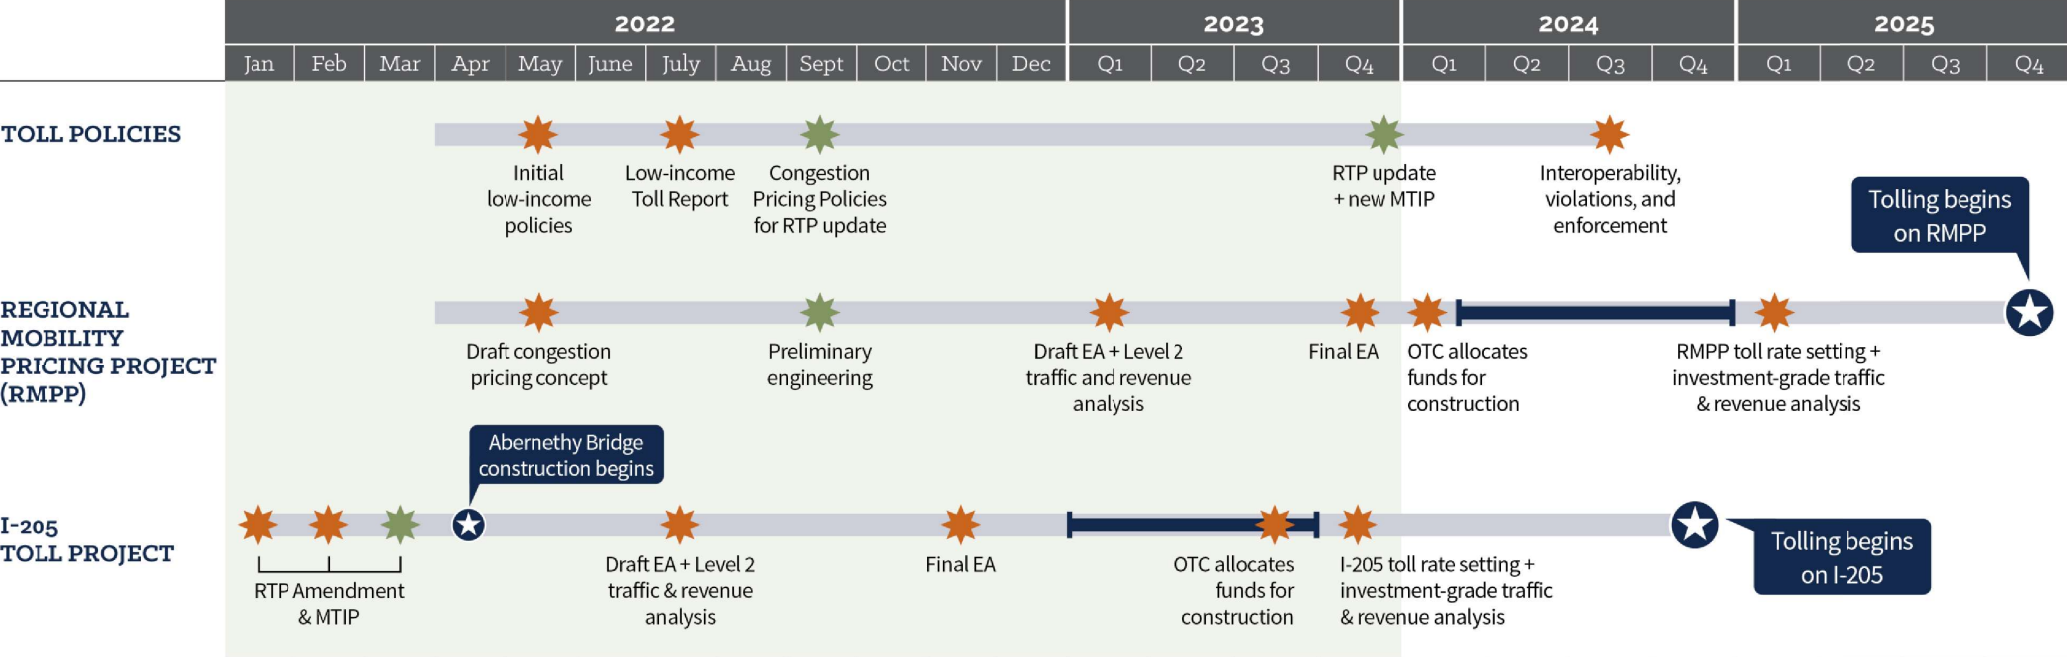 2022 2023 2024 2025
Jan Feb Mar Apr May June July Aug Sept Oct Nov Dec Q1 Q2 Q3 Q4 Q1 Q2 Q3 Q4 Q1 Q2 Q3 Q4
TOLL POLICIES
Initial
low-income
policies
Low-income
Toll Report
Congestion
Pricing Policies
for RTP update
RTP update
+ new MTIP
Interoperability,
violations, and
enforcement
Tolling begins
on RMPP
REGIONAL
MOBILITY
PRICING PROJECT
(RMPP)
Draft congestion
pricing concept
Preliminary
engineering
Draft EA + Level 2
traffic and revenue
analysis
Final EA
OTC allocates
funds for
construction
RMPP toll rate setting +
investment-grade traffic
& revenue analysis
Abernethy Bridge
construction begins
I-205
TOLL PROJECT
RTP Amendment
& MTIP
Draft EA + Level 2
traffic & revenue
analysis
Final EA
OTC allocates
funds for
construction
I-205 toll rate setting +
investment-grade traffic
& revenue analysis
Tolling begins
on I-205